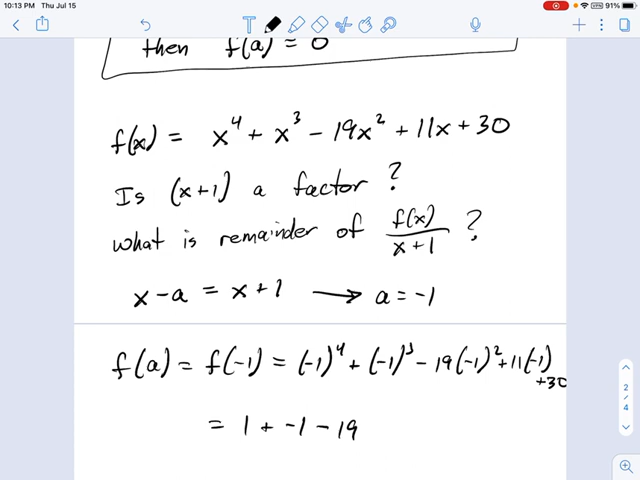 10:13 PM Thu Jul 15
VPN 91%
then f(a) = 0
f(x) = x⁴ + x³ - 19x² + 11x + 30
Is (x+1) a factor?
what is remainder of f(x)/(x+1) ?
x - a = x + 1 → a = -1
2/4
f(a) = f(-1) = (-1)⁴ + (-1)³ - 19(-1)² + 11(-1) +30
= 1 + -1 - 19